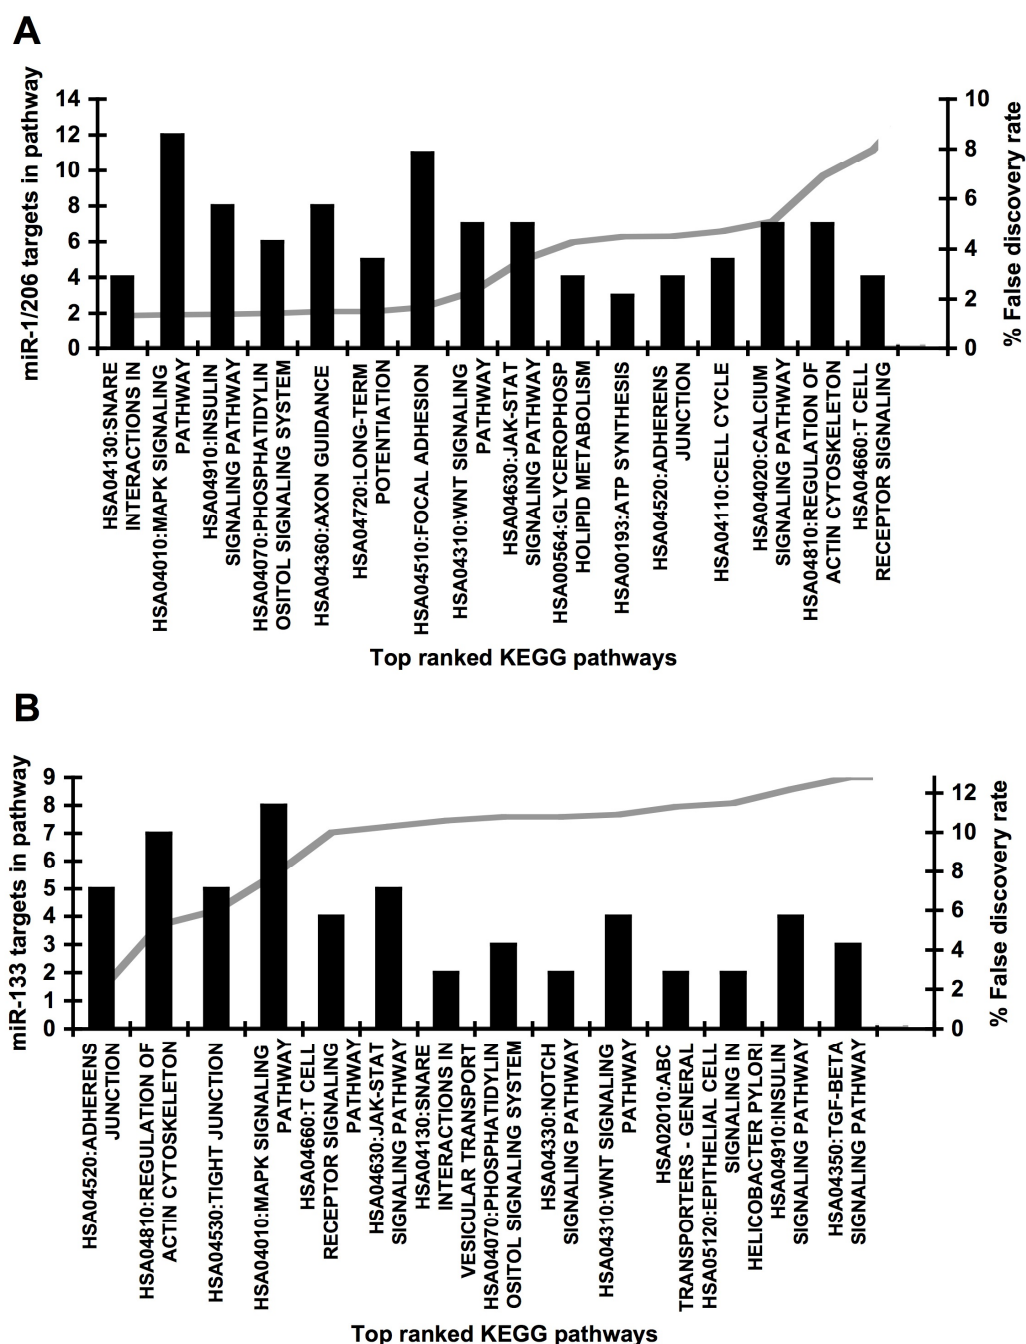 A
miR-1/206 targets in pathway
14
12
10
8
6
4
2
0
10
8
6
4
2
0
% False discovery rate
HSA04130:SNARE
INTERACTIONS IN
HSA04010:MAPK SIGNALING
PATHWAY
HSA04910:INSULIN
SIGNALING PATHWAY
HSA04070:PHOSPHATIDYLIN
OSITOL SIGNALING SYSTEM
HSA04360:AXON GUIDANCE
HSA04720:LONG-TERM
POTENTIATION
HSA04510:FOCAL ADHESION
HSA04310:WNT SIGNALING
PATHWAY
HSA04630:JAK-STAT
SIGNALING PATHWAY
HSA00564:GLYCEROPHOSP
HOLIPID METABOLISM
HSA00193:ATP SYNTHESIS
HSA04520:ADHERENS
JUNCTION
HSA04110:CELL CYCLE
HSA04020:CALCIUM
SIGNALING PATHWAY
HSA04810:REGULATION OF
ACTIN CYTOSKELETON
HSA04660:T CELL
RECEPTOR SIGNALING
Top ranked KEGG pathways
B
miR-133 targets in pathway
9
8
7
6
5
4
3
2
1
0
12
10
8
6
4
2
0
% False discovery rate
HSA04520:ADHERENS
JUNCTION
HSA04810:REGULATION OF
ACTIN CYTOSKELETON
HSA04530:TIGHT JUNCTION
HSA04010:MAPK SIGNALING
PATHWAY
HSA04660:T CELL
RECEPTOR SIGNALING
PATHWAY
HSA04630:JAK-STAT
SIGNALING PATHWAY
HSA04130:SNARE
INTERACTIONS IN
VESICULAR TRANSPORT
HSA04070:PHOSPHATIDYLIN
OSITOL SIGNALING SYSTEM
HSA04330:NOTCH
SIGNALING PATHWAY
HSA04310:WNT SIGNALING
PATHWAY
HSA02010:ABC
TRANSPORTERS - GENERAL
HSA05120:EPITHELIAL CELL
SIGNALING IN
HELICOBACTER PYLORI
HSA04910:INSULIN
SIGNALING PATHWAY
HSA04350:TGF-BETA
SIGNALING PATHWAY
Top ranked KEGG pathways